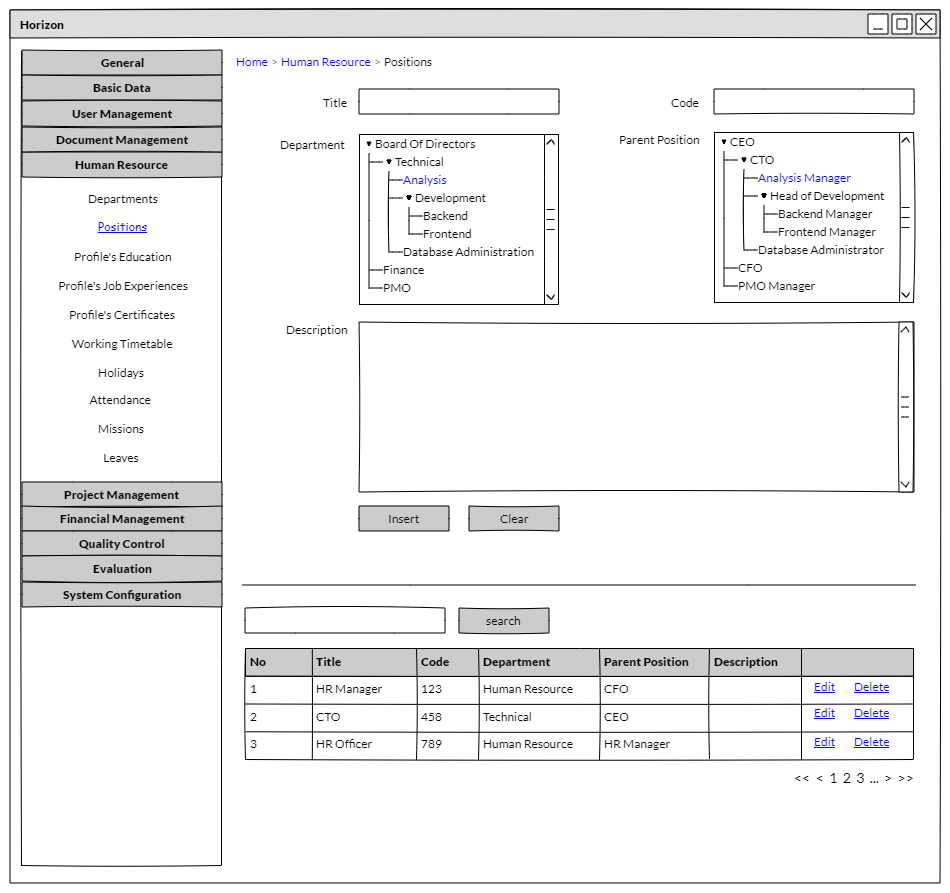 Horizon
General
Basic Data
User Management
Document Management
Human Resource
Departments
Positions
Profile's Education
Profile's Job Experiences
Profile's Certificates
Working Timetable
Holidays
Attendance
Missions
Leaves
Project Management
Financial Management
Quality Control
Evaluation
System Configuration
Home > Human Resource > Positions
Title
Code
Department
Board Of Directors
Technical
Analysis
Development
Backend
Frontend
Database Administration
Finance
PMO
Parent Position
CEO
CTO
Analysis Manager
Head of Development
Backend Manager
Frontend Manager
Database Administrator
CFO
PMO Manager
Description
Insert Clear
search
No Title Code Department Parent Position Description
1 HR Manager 123 Human Resource CFO Edit Delete
2 CTO 458 Technical CEO Edit Delete
3 HR Officer 789 Human Resource HR Manager Edit Delete
<< < 1 2 3 ... > >>